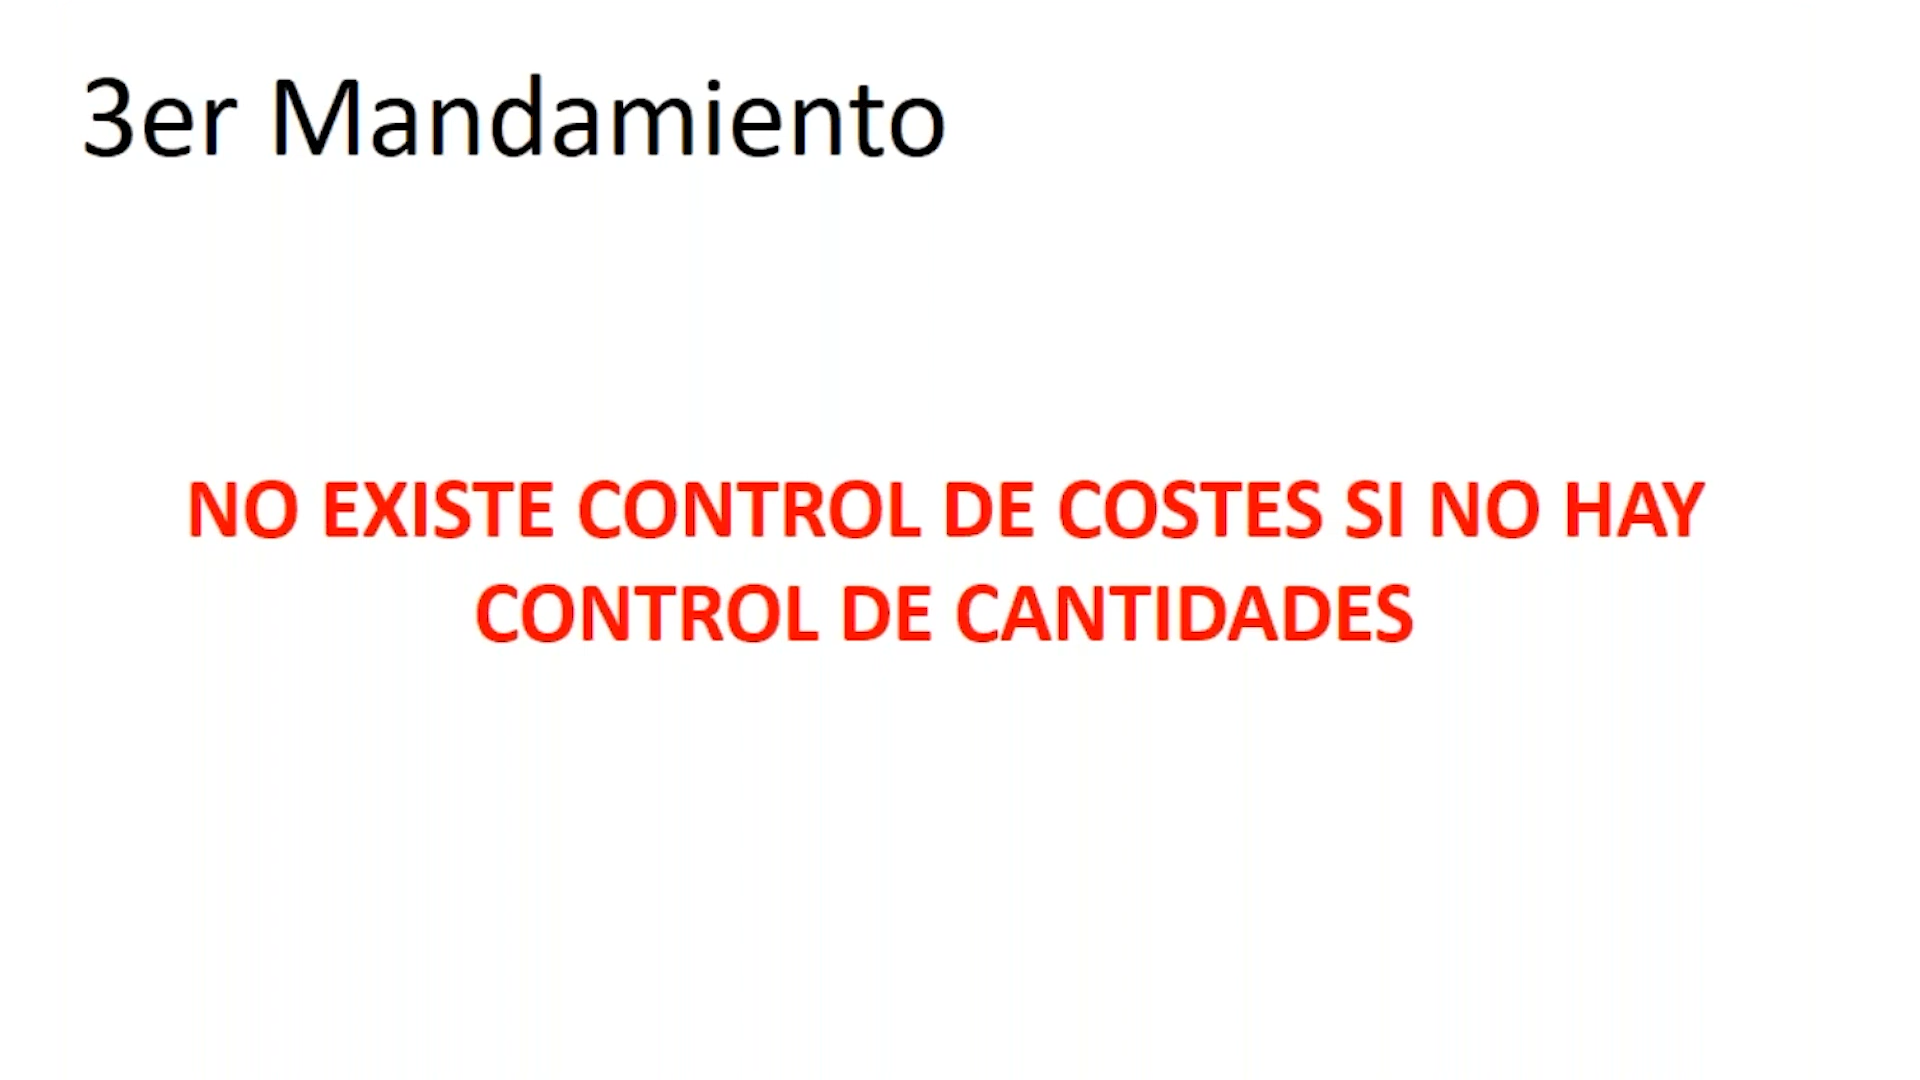 3er Mandamiento
NO EXISTE CONTROL DE COSTES SI NO HAY
CONTROL DE CANTIDADES